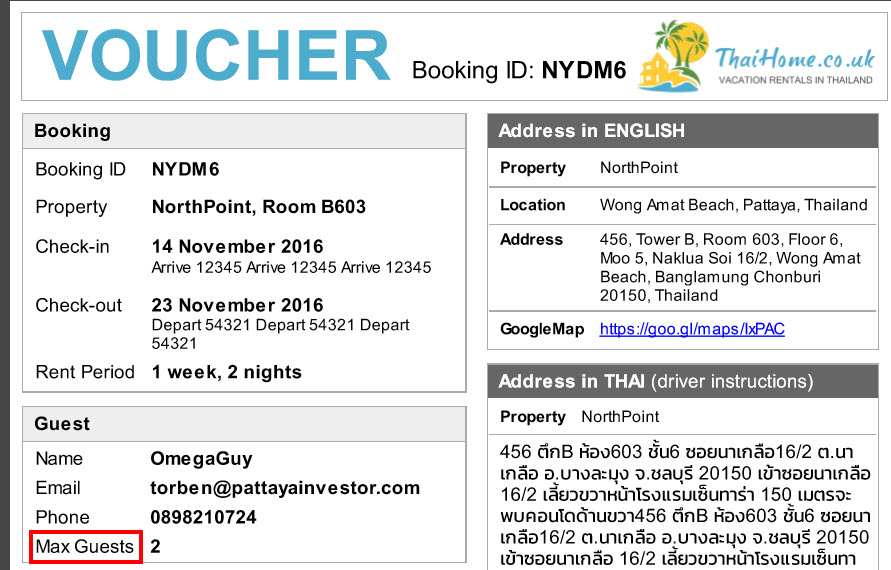 VOUCHER
Booking ID: NYDM6
ThaiHome.co.uk
VACATION RENTALS IN THAILAND
Booking
Booking ID NYDM6
Property NorthPoint, Room B603
Check-in 14 November 2016
Arrive 12345 Arrive 12345 Arrive 12345
Check-out 23 November 2016
Depart 54321 Depart 54321 Depart
54321
Rent Period 1 week, 2 nights
Guest
Name OmegaGuy
Email torben@pattayainvestor.com
Phone 0898210724
Max Guests 2
Address in ENGLISH
Property NorthPoint
Location Wong Amat Beach, Pattaya, Thailand
Address 456, Tower B, Room 603, Floor 6,
Moo 5, Naklua Soi 16/2, Wong Amat
Beach, Banglamung Chonburi
20150, Thailand
GoogleMap https://goo.gl/maps/IxPAC
Address in THAI (driver instructions)
Property NorthPoint
456 ตึกB ห้อง603 ชั้น6 ซอยนาเกลือ16/2 ต.นา
เกลือ อ.บางละมุง จ.ชลบุรี 20150 เข้าซอยนาเกลือ
16/2 เลี้ยวขวาหน้าโรงแรมเซ็นทาร่า 150 เมตรจะ
พบคอนโดด้านขวา456 ตึกB ห้อง603 ชั้น6 ซอยนา
เกลือ16/2 ต.นาเกลือ อ.บางละมุง จ.ชลบุรี 20150
เข้าซอยนาเกลือ 16/2 เลี้ยวขวาหน้าโรงแรมเซ็นทา